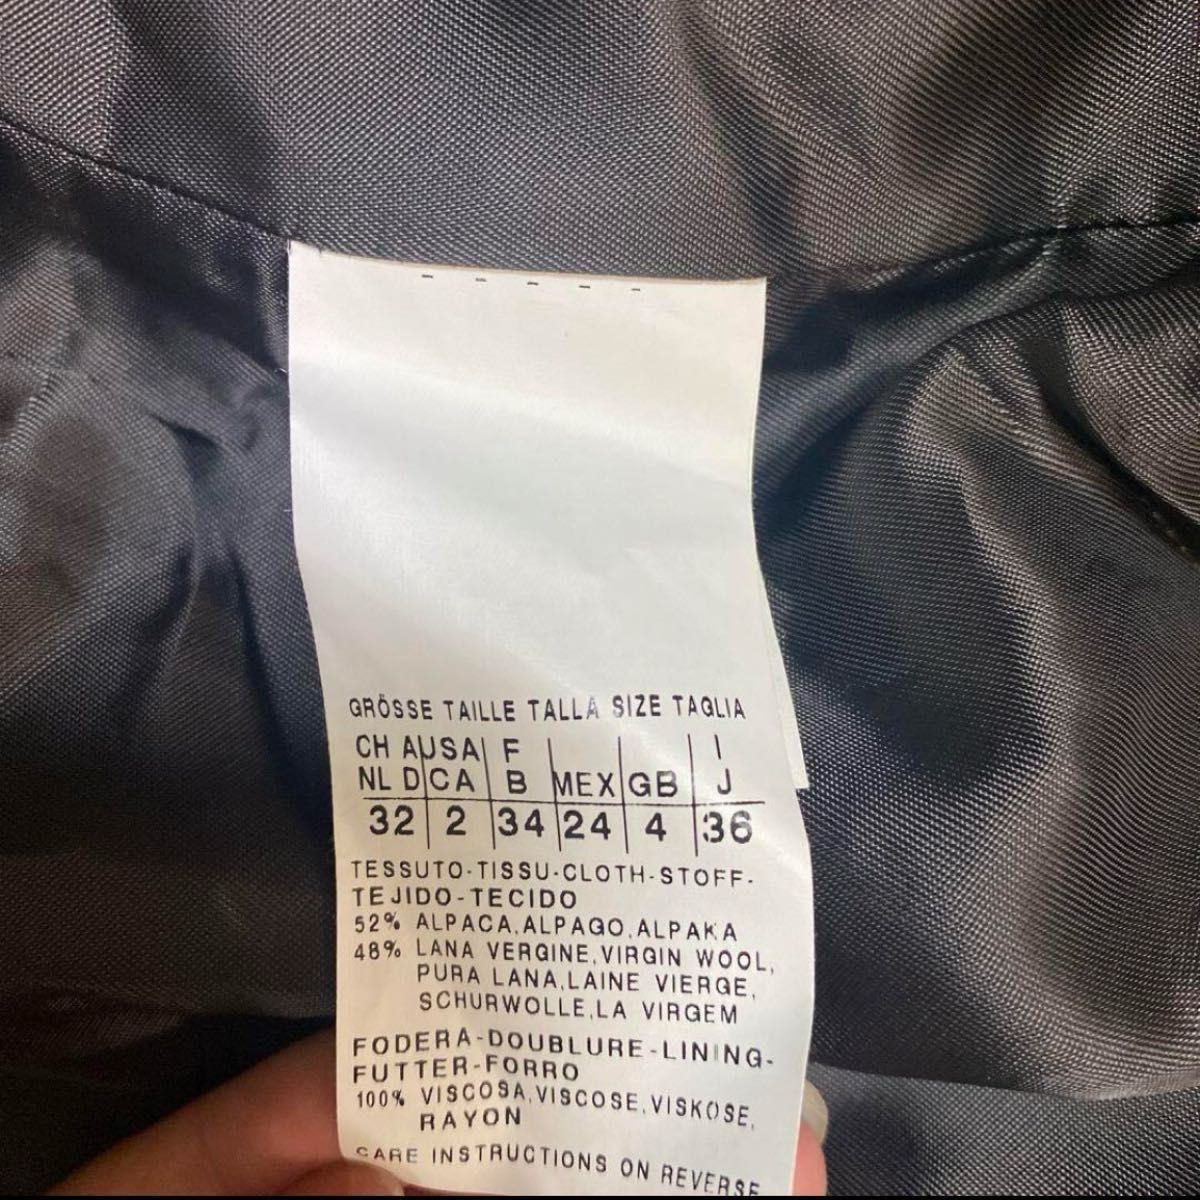 GRÖSSE TAILLE TALLA SIZE TAGLIA
CH A USA F I
NL D CA B MEX GB J
32 2 34 24 4 36
TESSUTO-TISSU-CLOTH-STOFF-
TEJIDO-TECIDO
52% ALPACA,ALPAGO,ALPAKA
48% LANA VERGINE,VIRGIN WOOL,
PURA LANA,LAINE VIERGE,
SCHURWOLLE,LA VIRGEM
FODERA-DOUBLURE-LINING-
FUTTER-FORRO
100% VISCOSA,VISCOSE,VISKOSE,
RAYON
CARE INSTRUCTIONS ON REVERSE